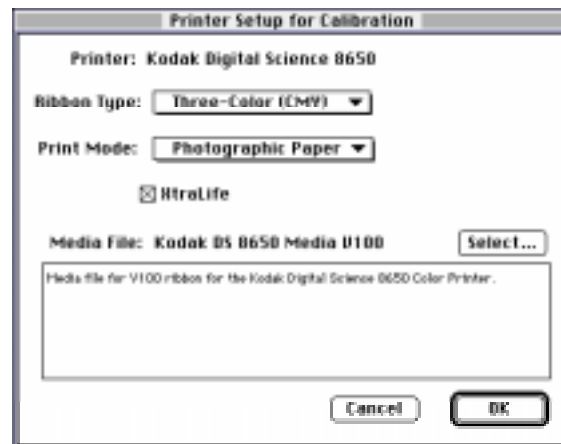 Printer Setup for Calibration
Printer: Kodak Digital Science 8650
Ribbon Type: Three-Color (CMY)
Print Mode: Photographic Paper
XtraLife
Media File: Kodak DS 8650 Media V100 Select...
Media file for V100 ribbon for the Kodak Digital Science 8650 Color Printer.
Cancel OK